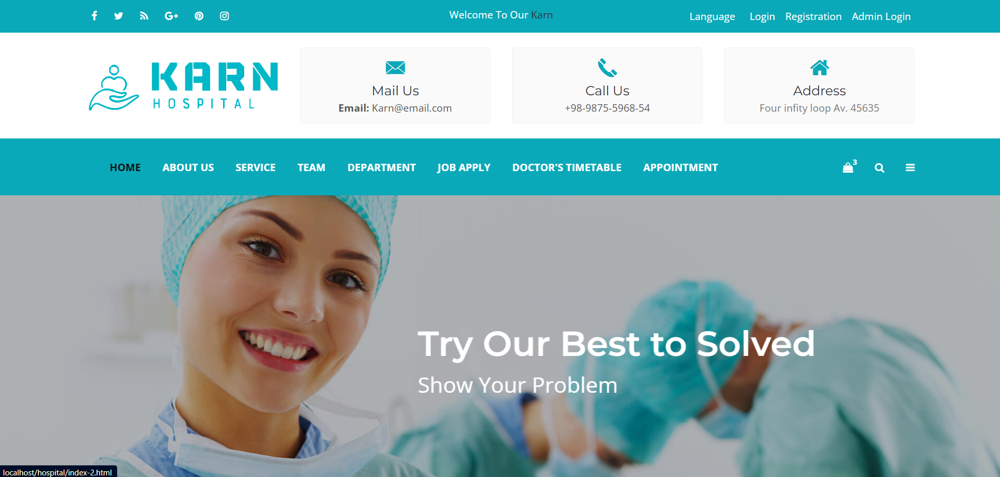 Welcome To Our Karn
Language Login Registration Admin Login
KARN
HOSPITAL
Mail Us
Email: Karn@email.com
Call Us
+98-9875-5968-54
Address
Four infity loop Av. 45635
HOME ABOUT US SERVICE TEAM DEPARTMENT JOB APPLY DOCTOR'S TIMETABLE APPOINTMENT 3
Try Our Best to Solved
Show Your Problem
localhost/hospital/index-2.html